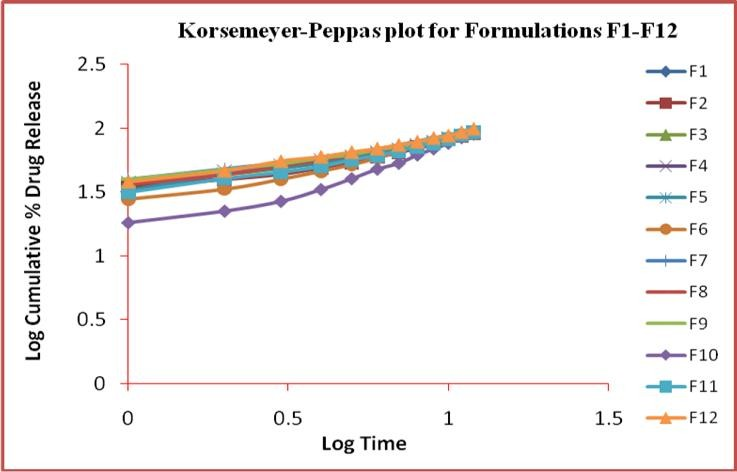 Korsemeyer-Peppas plot for Formulations F1-F12
Log Cumulative % Drug Release
2.5
2
1.5
1
0.5
0
0
0.5
1
1.5
Log Time
F1
F2
F3
F4
F5
F6
F7
F8
F9
F10
F11
F12